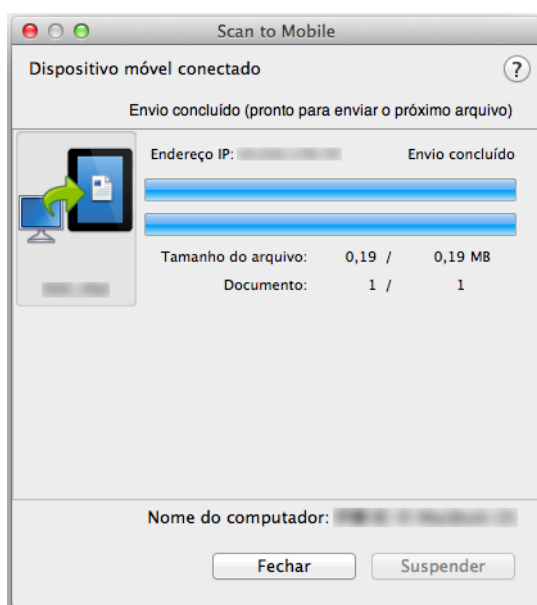 Scan to Mobile
Dispositivo móvel conectado ?
Envio concluído (pronto para enviar o próximo arquivo)
Endereço IP: Envio concluído
Tamanho do arquivo: 0,19 / 0,19 MB
Documento: 1 / 1
Nome do computador:
Fechar Suspender